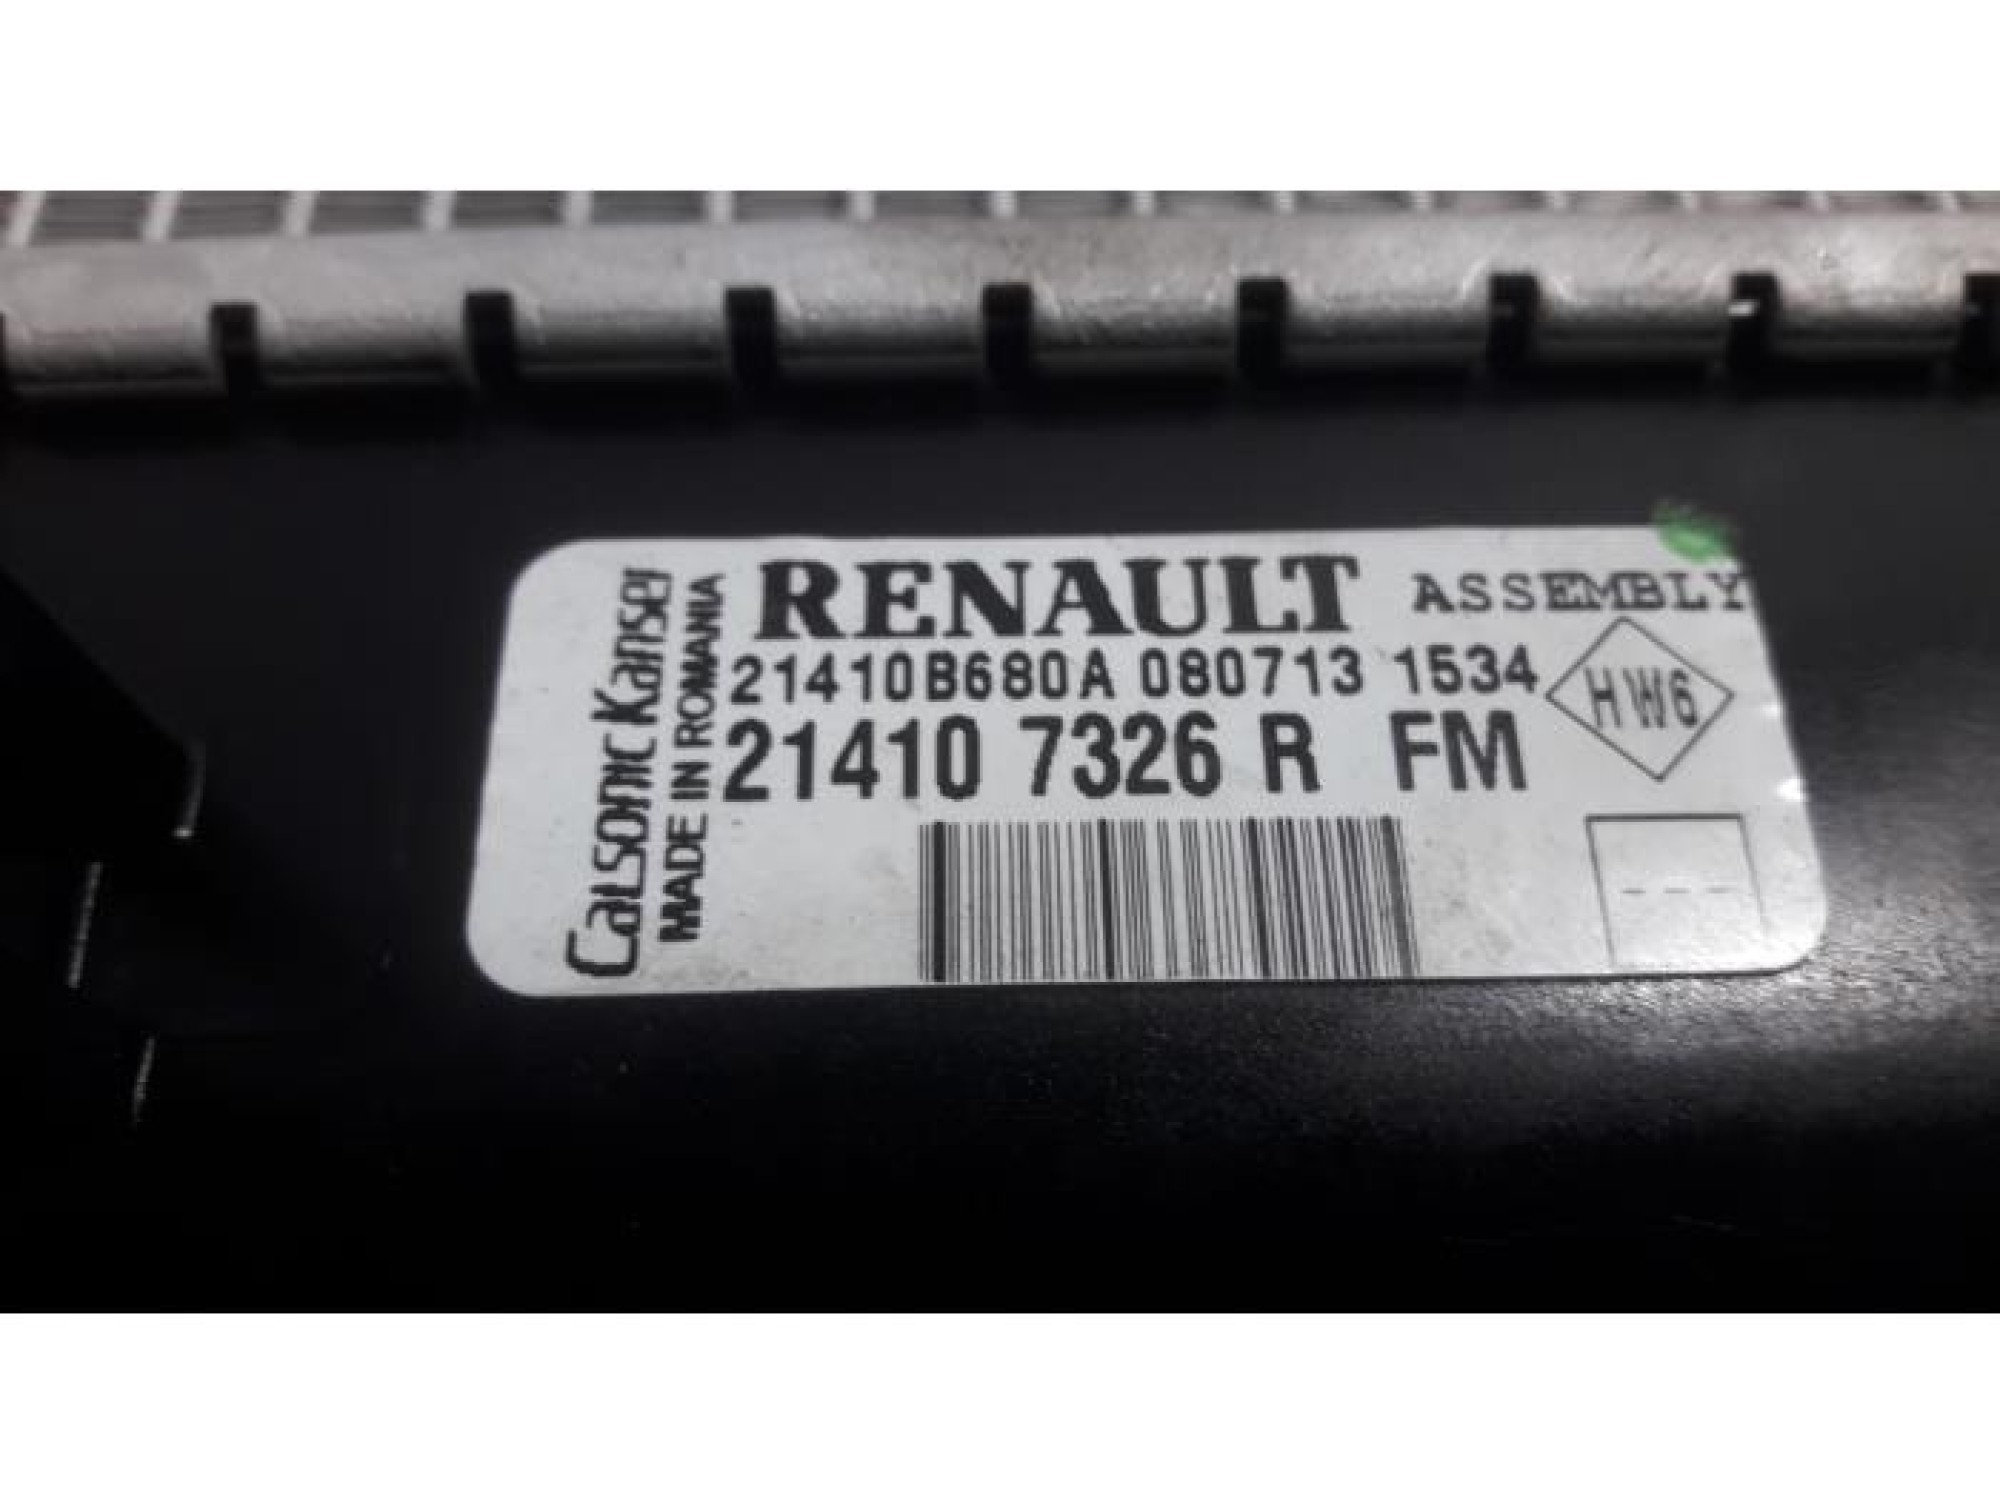 Calsonic Kansei
MADE IN ROMANIA
RENAULT ASSEMBLY
21410B680A 080713 1534
21410 7326 R FM
HW6
---